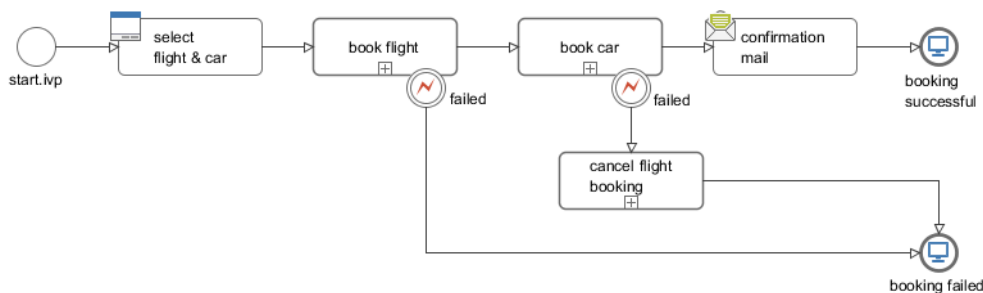 select
flight & car
book flight
book car
confirmation
mail
start.ivp
failed
failed
booking
successful
cancel flight
booking
booking failed